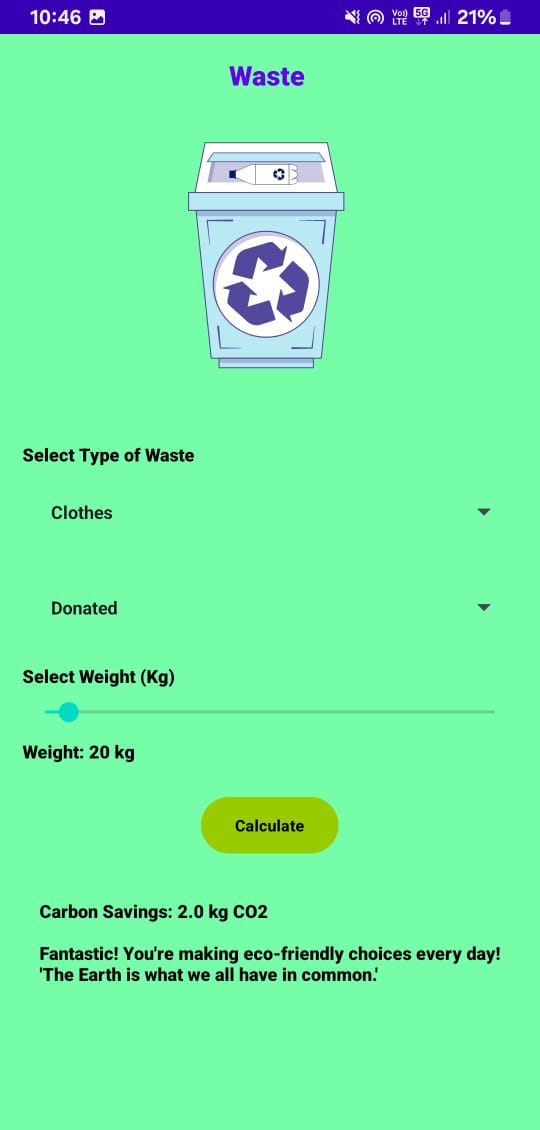 10:46 Vo)) LTE 5G 21%
Waste
Select Type of Waste
Clothes
Donated
Select Weight (Kg)
Weight: 20 kg
Calculate
Carbon Savings: 2.0 kg CO2
Fantastic! You're making eco-friendly choices every day!
'The Earth is what we all have in common.'